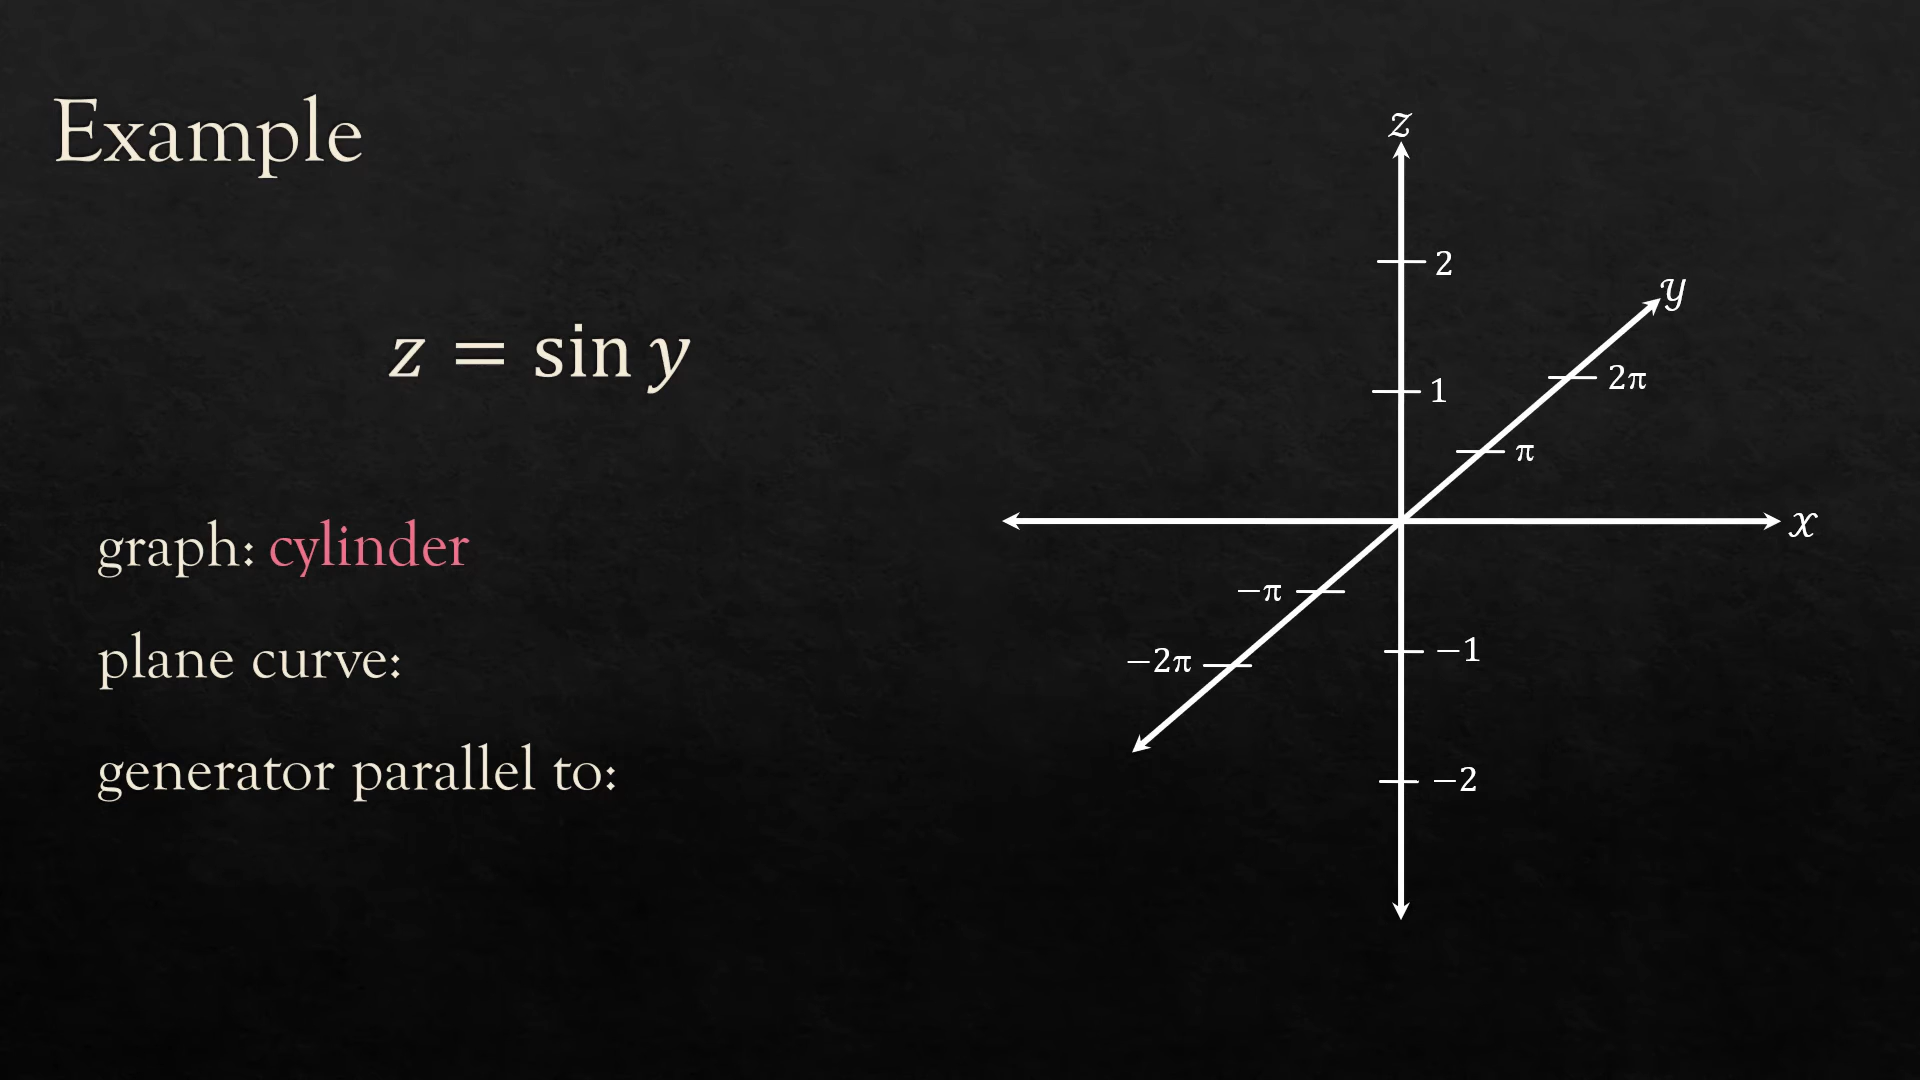 Example
z = sin y
graph: cylinder
plane curve:
generator parallel to:
z
2
y
2π
1
π
x
−π
−1
−2π
−2